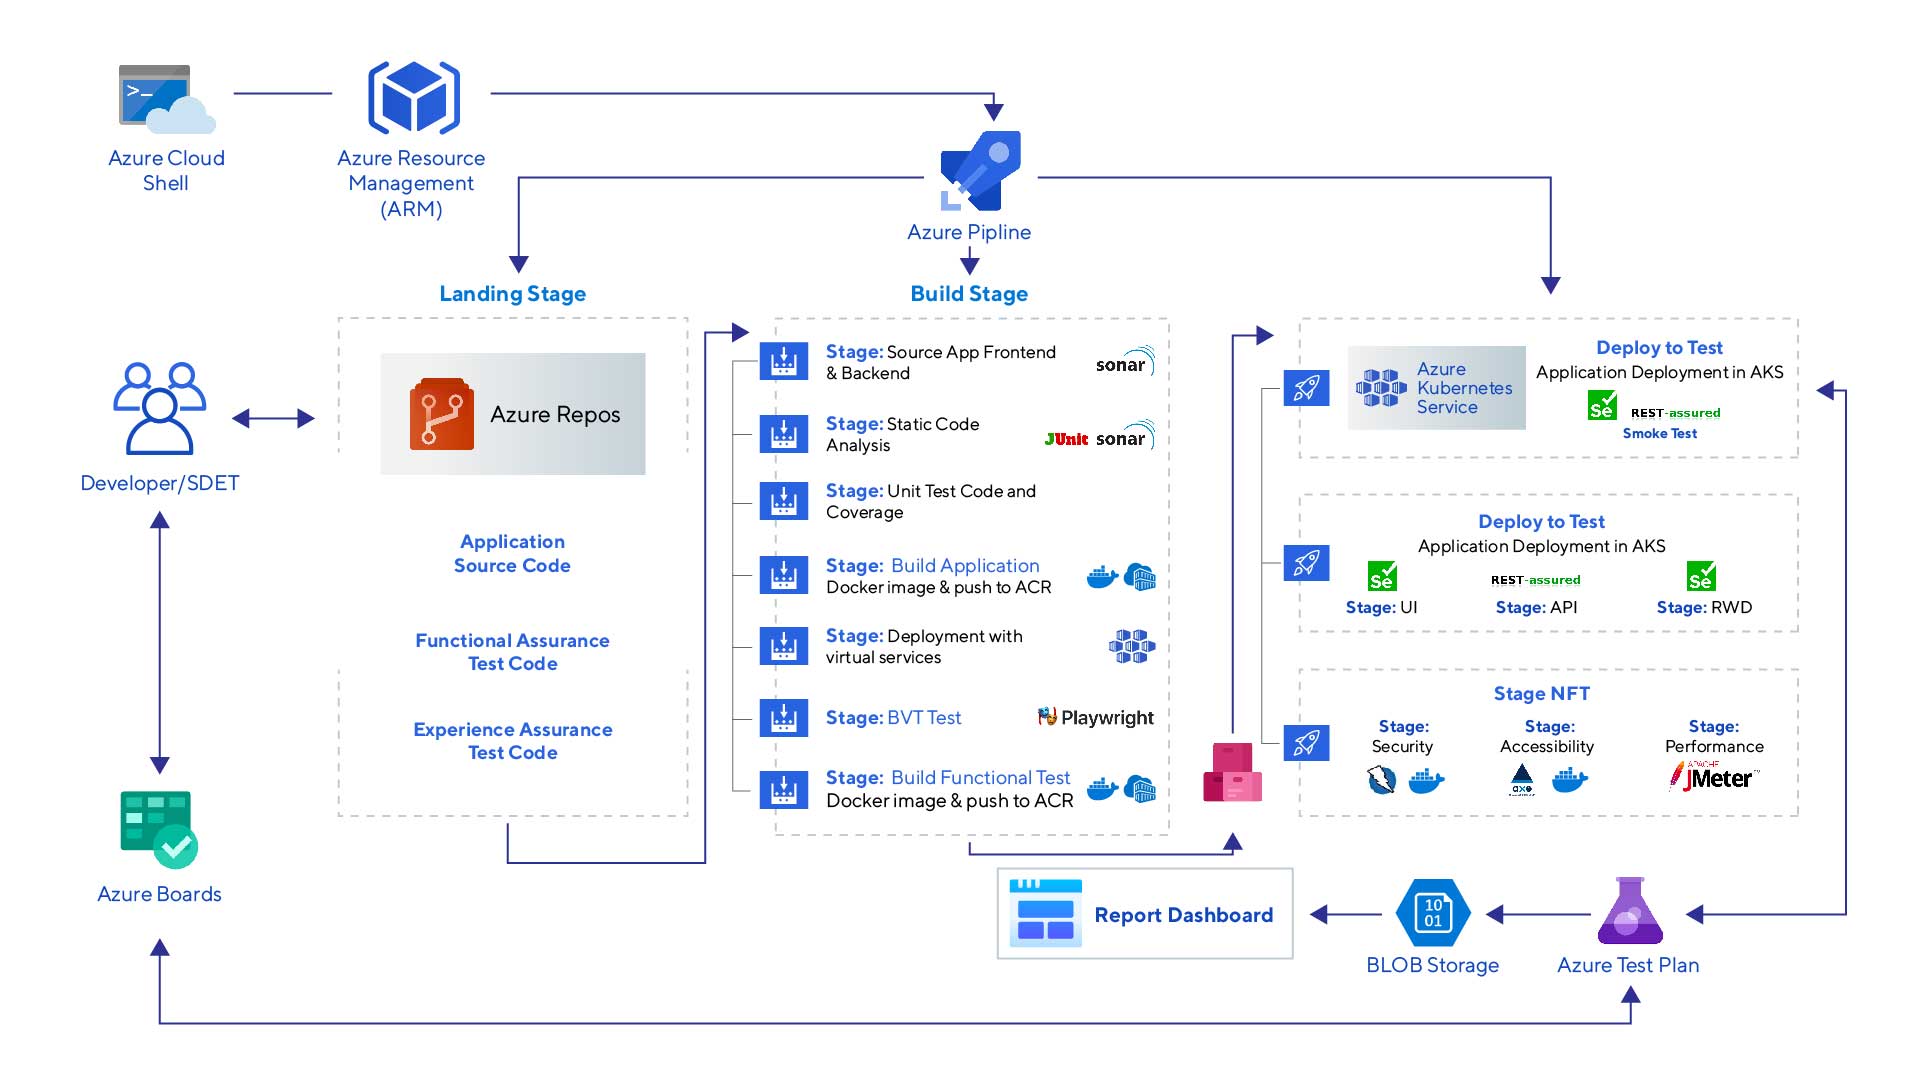 >_
Azure Cloud
Shell
Azure Resource
Management
(ARM)
Azure Pipline
Landing Stage
Azure Repos
Application
Source Code
Functional Assurance
Test Code
Experience Assurance
Test Code
Developer/SDET
Azure Boards
Build Stage
Stage: Source App Frontend
& Backend
sonar
Stage: Static Code
Analysis
JUnit sonar
Stage: Unit Test Code and
Coverage
Stage: Build Application
Docker image & push to ACR
Stage: Deployment with
virtual services
Stage: BVT Test
Playwright
Stage: Build Functional Test
Docker image & push to ACR
Azure
Kubernetes
Service
Deploy to Test
Application Deployment in AKS
Se
REST-assured
Smoke Test
Deploy to Test
Application Deployment in AKS
Se
REST-assured
Se
Stage: UI
Stage: API
Stage: RWD
Stage NFT
Stage:
Security
Stage:
Accessibility
axe
Stage:
Performance
APACHE
JMeter™
Report Dashboard
10
01
BLOB Storage
Azure Test Plan